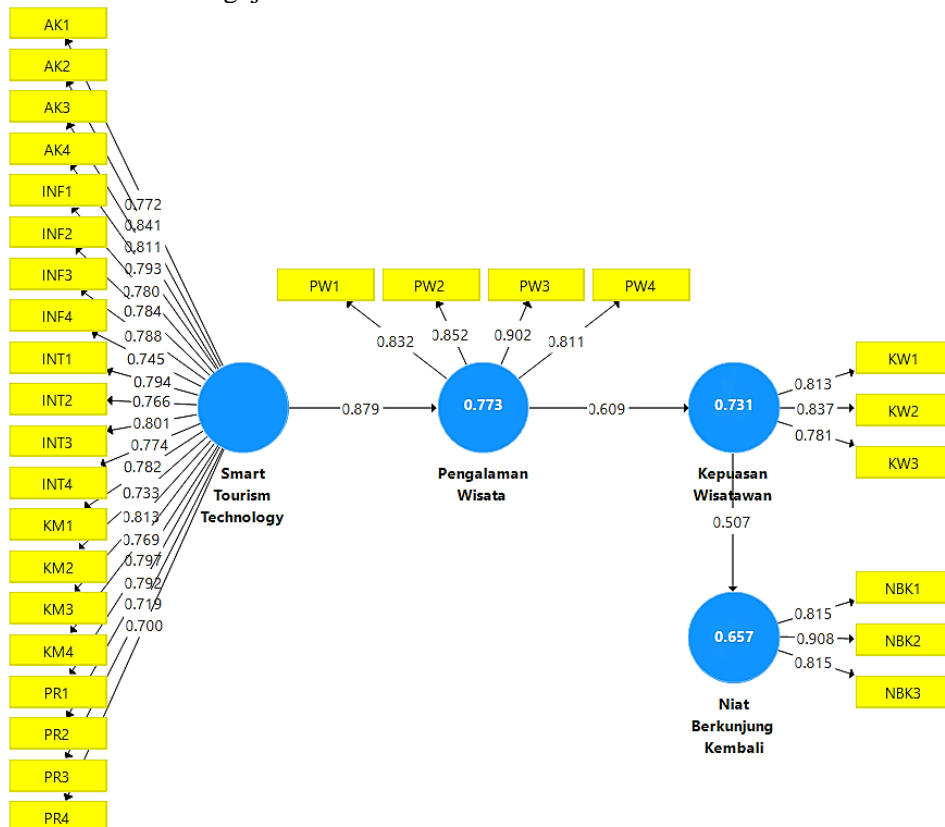 AK1
AK2
AK3
AK4
INF1
INF2
INF3
INF4
INT1
INT2
INT3
INT4
KM1
KM2
KM3
KM4
PR1
PR2
PR3
PR4
0.772
0.841
0.811
0.793
0.780
0.784
0.788
0.745
0.794
0.766
0.801
0.774
0.782
0.733
0.813
0.769
0.797
0.792
0.719
0.700
Smart
Tourism
Technology
0.879
PW1
PW2
PW3
PW4
0.832
0.852
0.902
0.811
0.773
Pengalaman
Wisata
0.609
0.731
Kepuasan
Wisatawan
0.813
0.837
0.781
KW1
KW2
KW3
0.507
0.657
Niat
Berkunjung
Kembali
0.815
0.908
0.815
NBK1
NBK2
NBK3